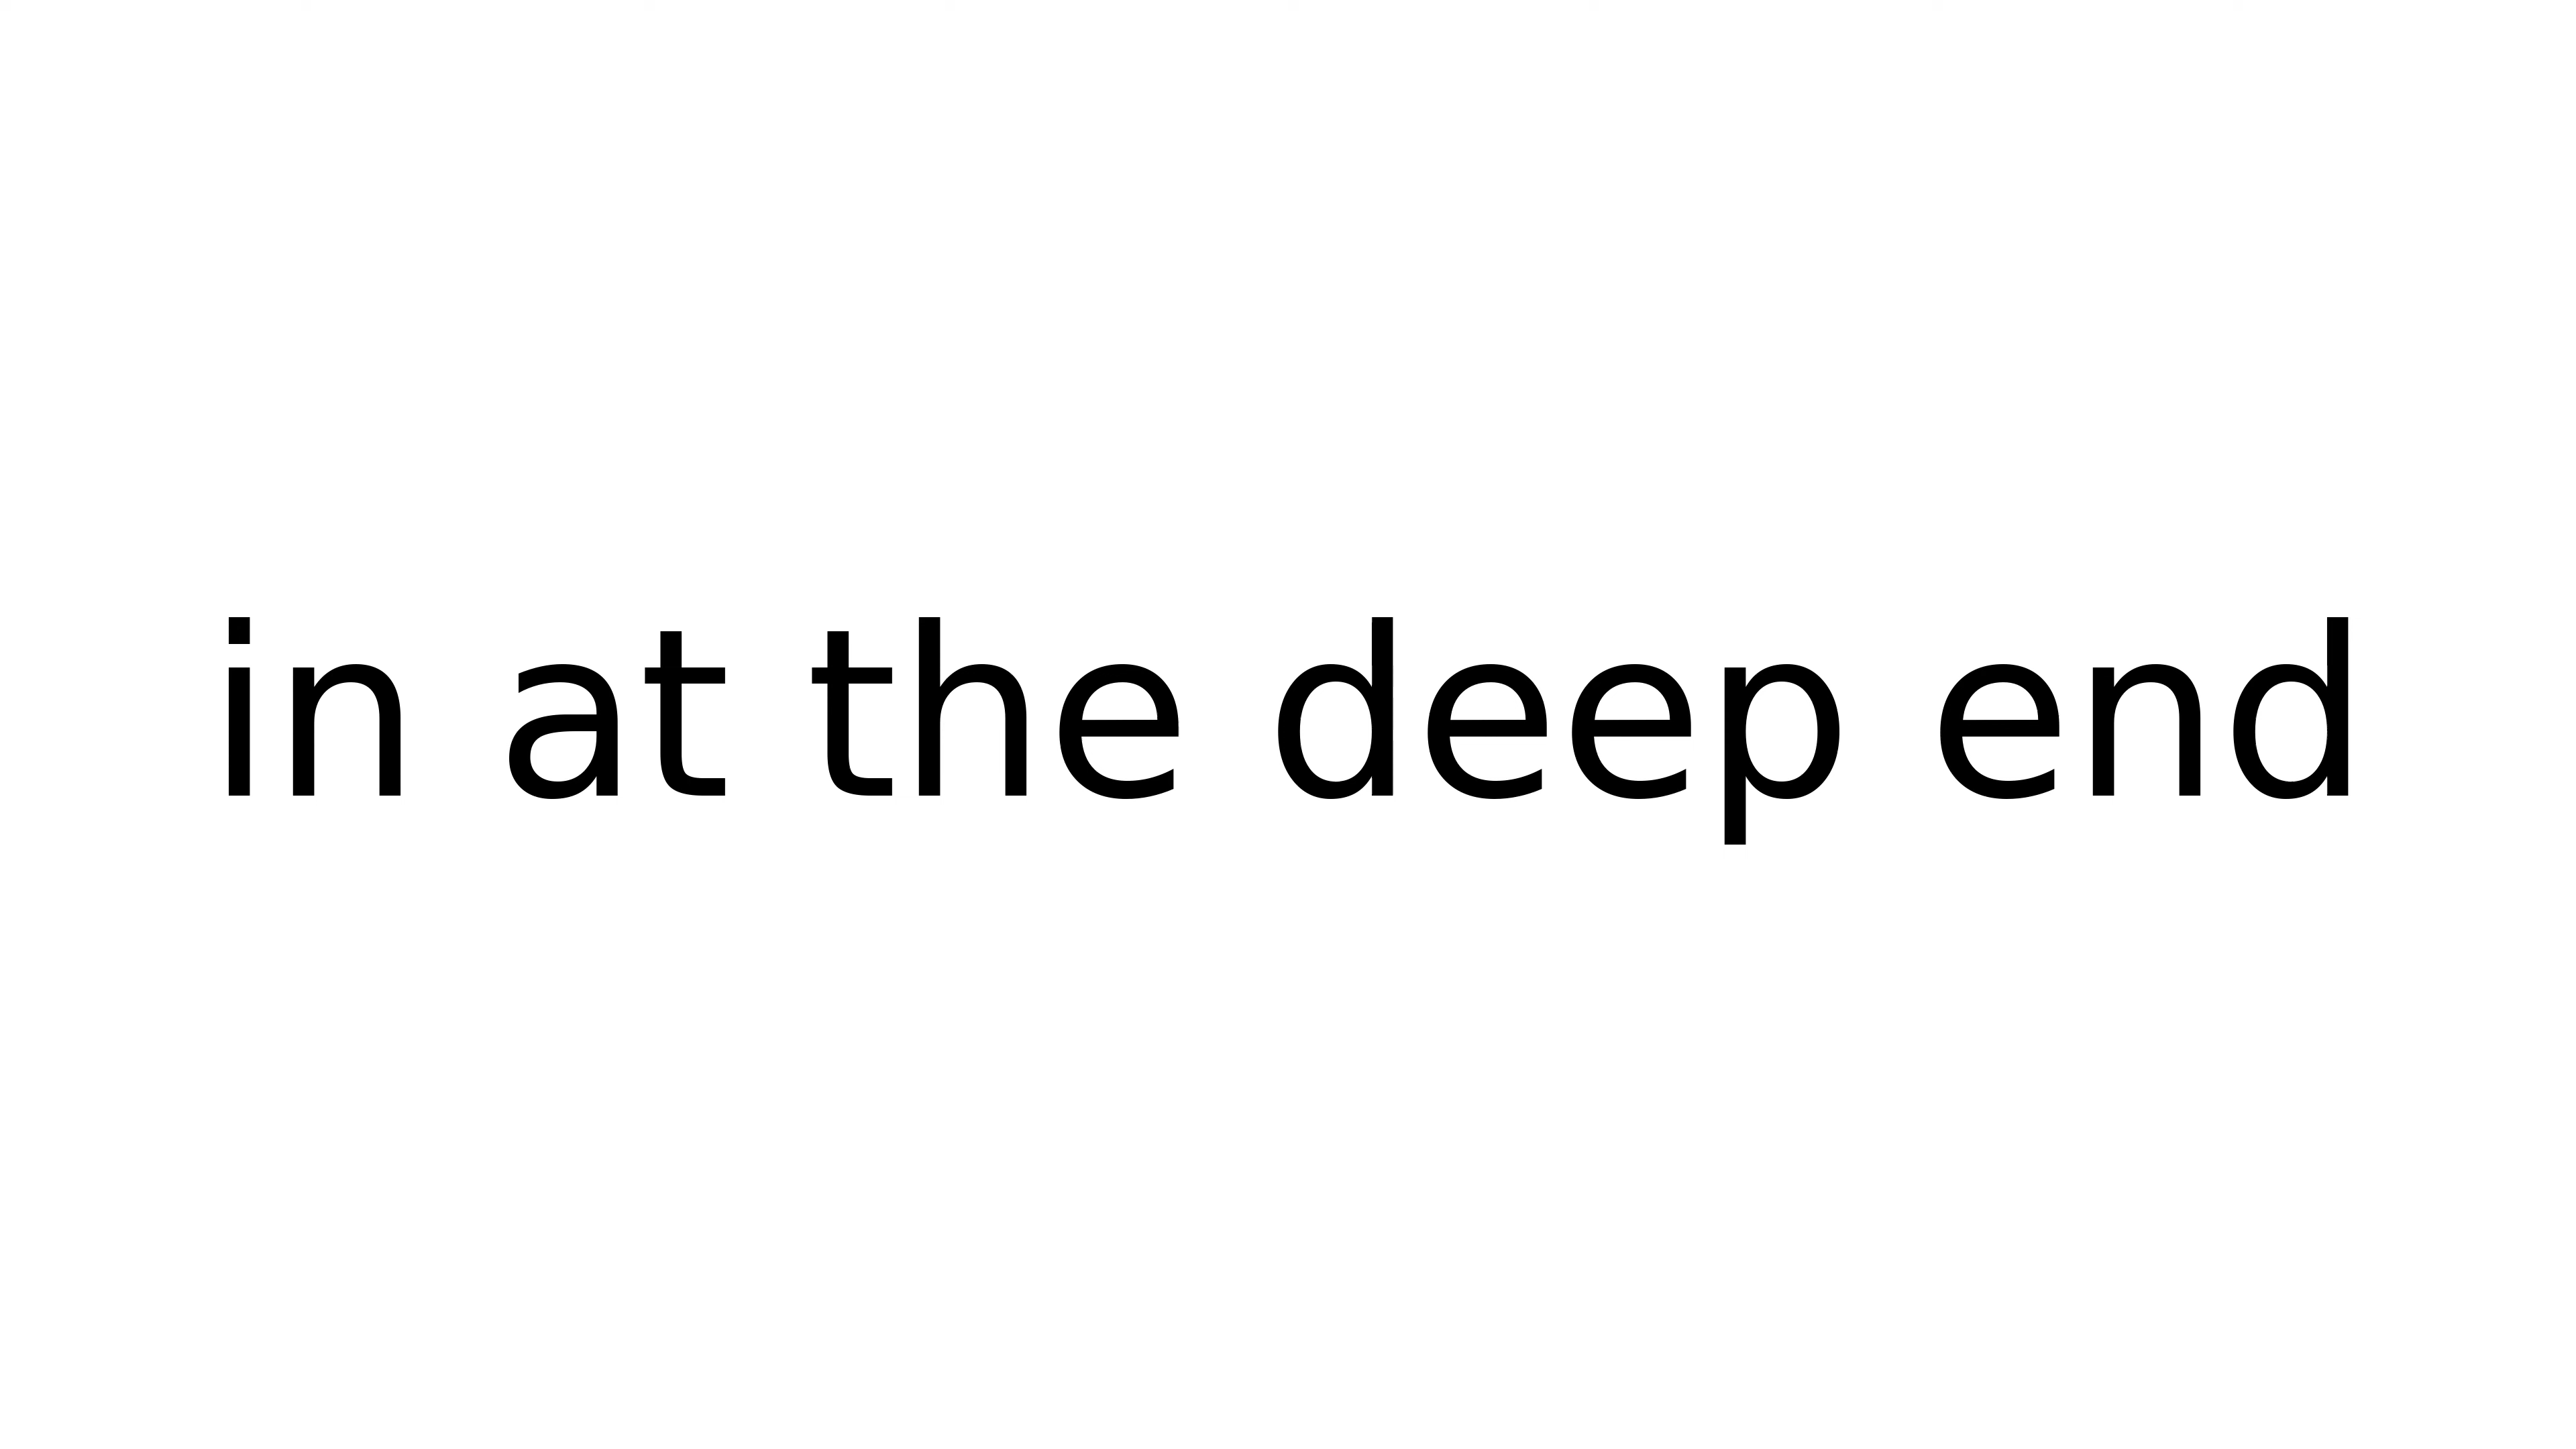 in at the deep end